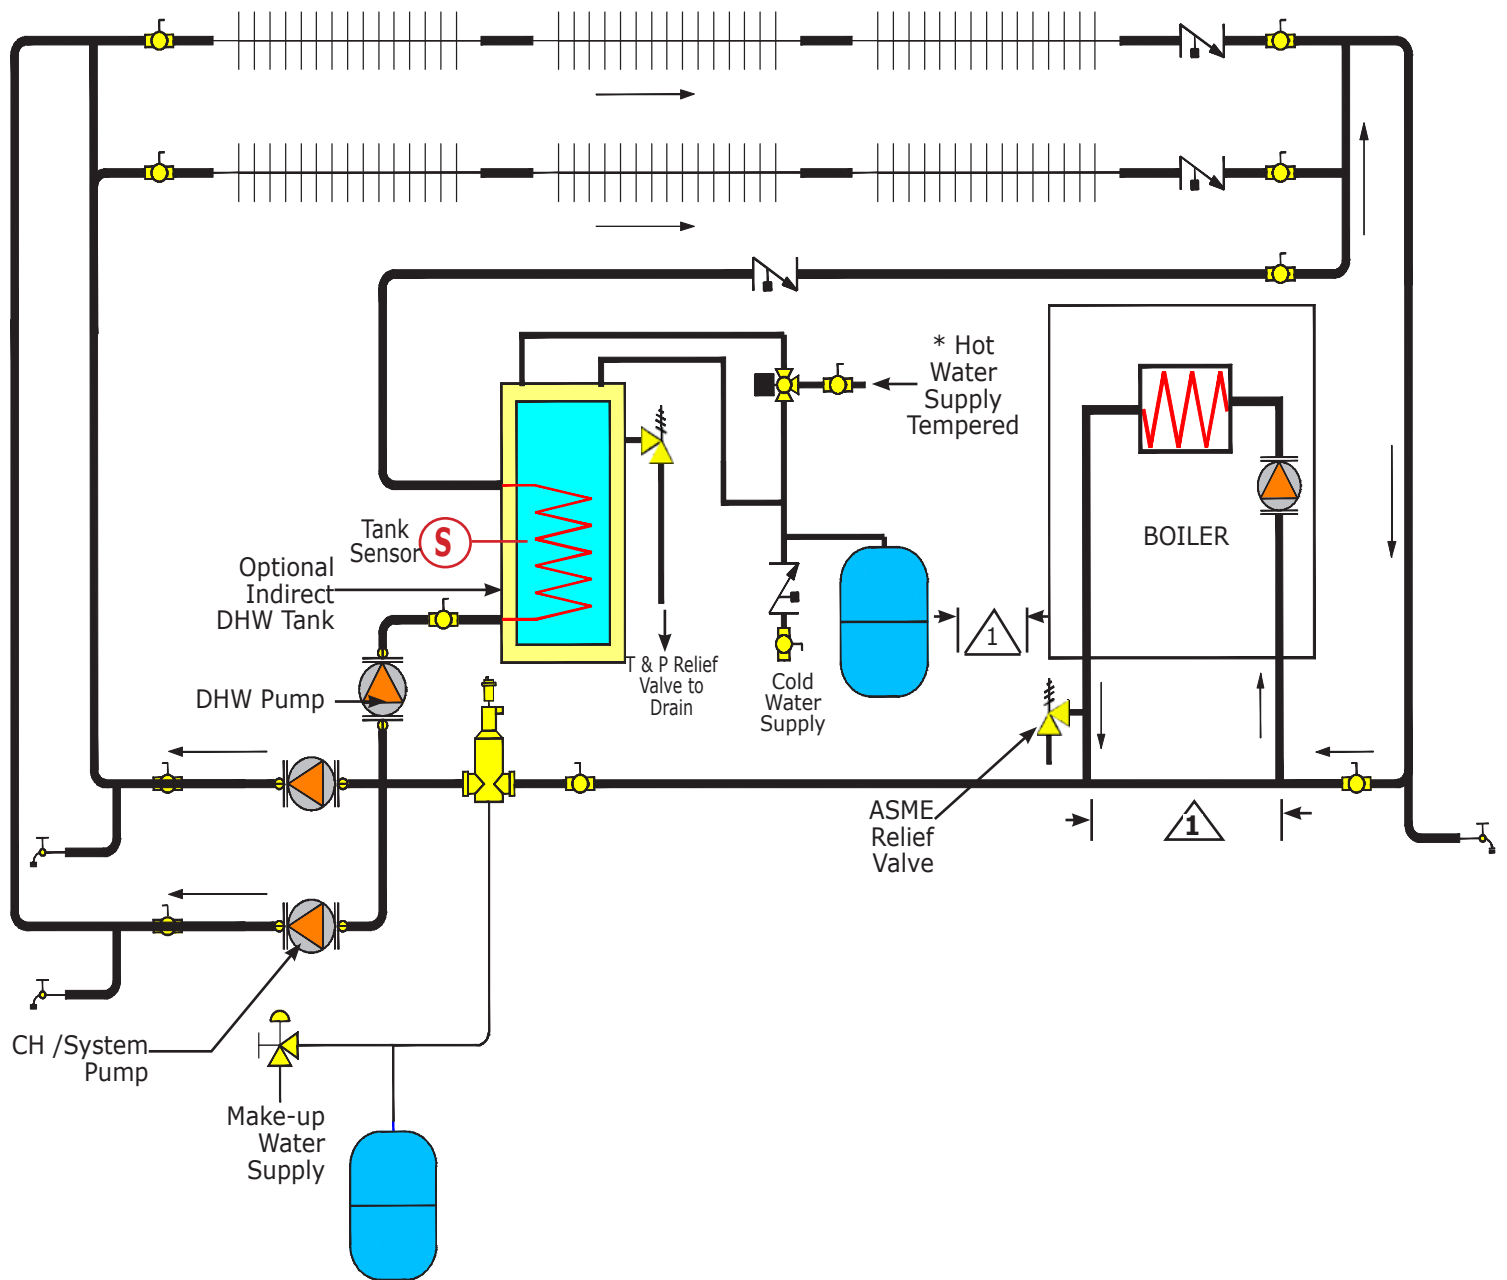 * Hot
Water
Supply
Tempered
BOILER
Tank
Sensor
S
Optional
Indirect
DHW Tank
1
T & P Relief
Valve to
Drain
Cold
Water
Supply
DHW Pump
ASME
Relief
Valve
1
CH /System
Pump
Make-up
Water
Supply